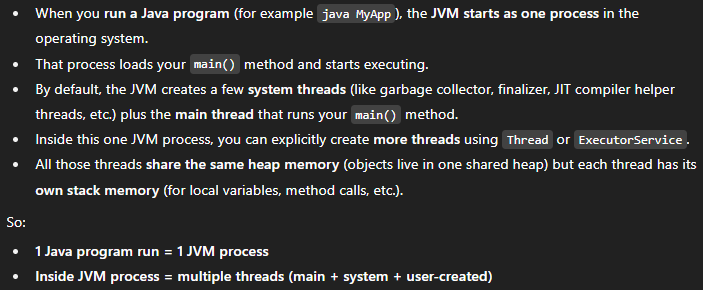 • When you run a Java program (for example java MyApp), the JVM starts as one process in the
operating system.
• That process loads your main() method and starts executing.
• By default, the JVM creates a few system threads (like garbage collector, finalizer, JIT compiler helper
threads, etc.) plus the main thread that runs your main() method.
• Inside this one JVM process, you can explicitly create more threads using Thread or ExecutorService.
• All those threads share the same heap memory (objects live in one shared heap) but each thread has its
own stack memory (for local variables, method calls, etc.).
So:
• 1 Java program run = 1 JVM process
• Inside JVM process = multiple threads (main + system + user-created)